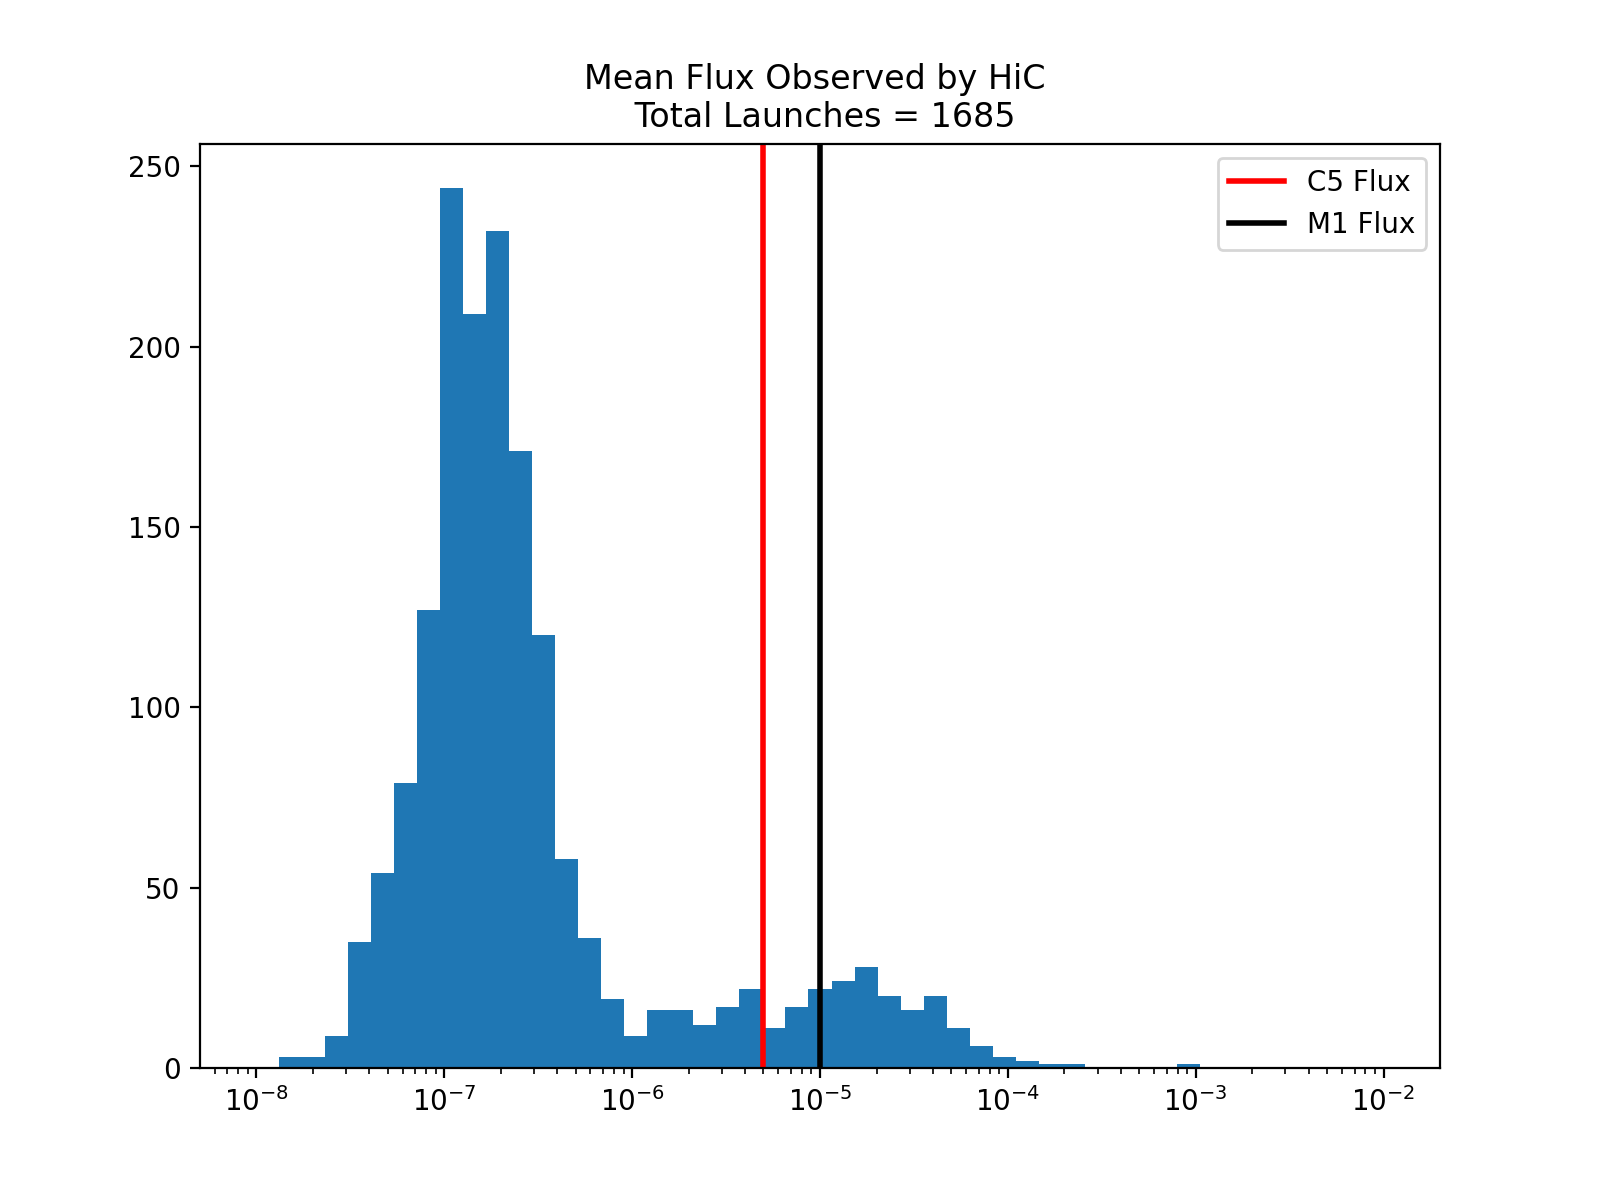 Mean Flux Observed by HiC
Total Launches = 1685
C5 Flux
M1 Flux
250
200
150
100
50
0
10⁻⁸ 10⁻⁷ 10⁻⁶ 10⁻⁵ 10⁻⁴ 10⁻³ 10⁻²